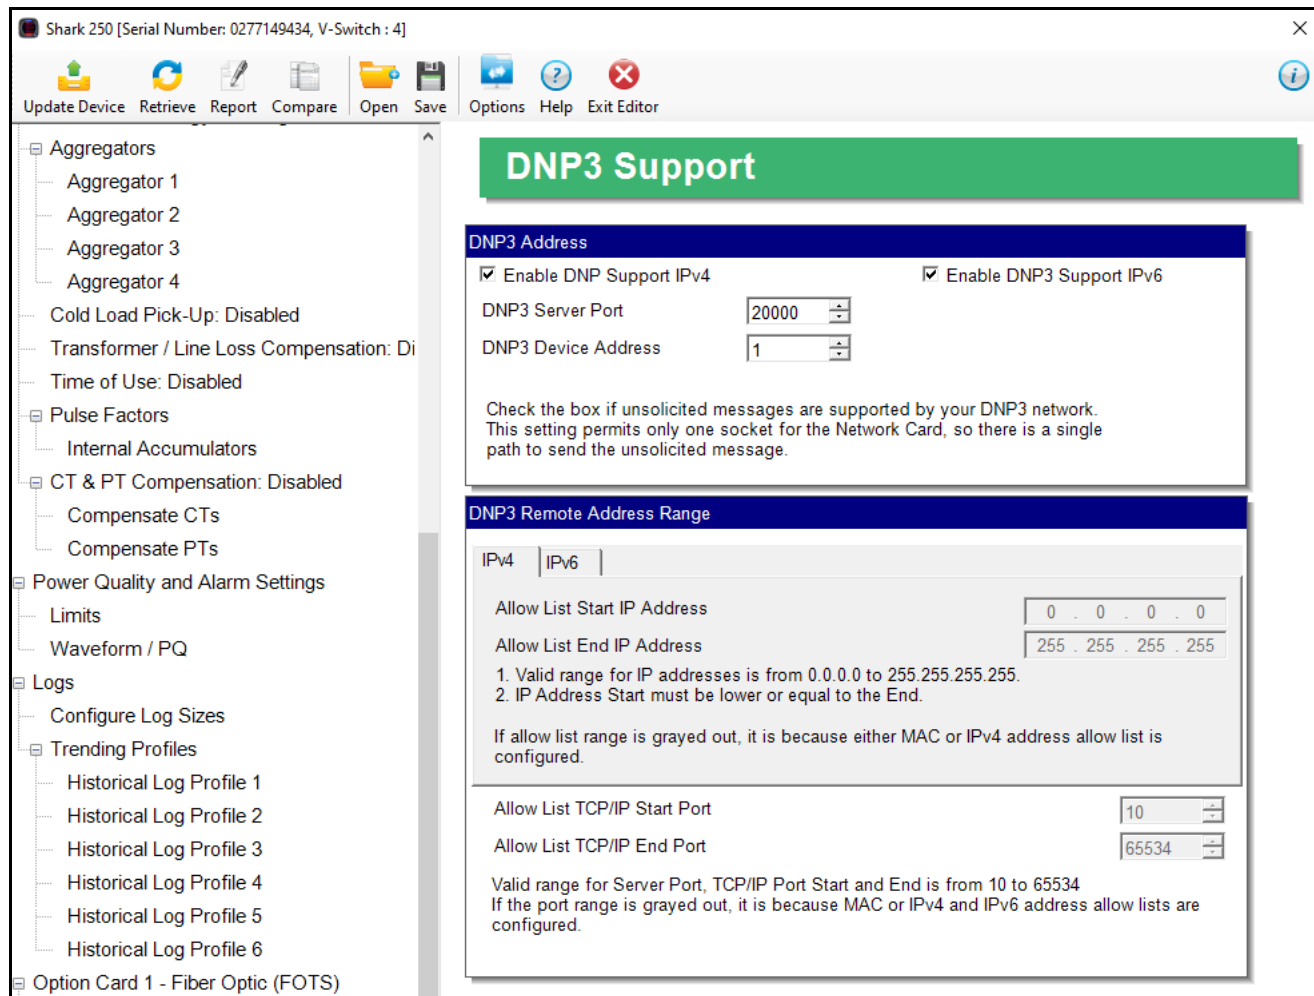 Shark 250 [Serial Number: 0277149434, V-Switch : 4]
Update Device Retrieve Report Compare Open Save Options Help Exit Editor
Aggregators
Aggregator 1
Aggregator 2
Aggregator 3
Aggregator 4
Cold Load Pick-Up: Disabled
Transformer / Line Loss Compensation: Di
Time of Use: Disabled
Pulse Factors
Internal Accumulators
CT & PT Compensation: Disabled
Compensate CTs
Compensate PTs
Power Quality and Alarm Settings
Limits
Waveform / PQ
Logs
Configure Log Sizes
Trending Profiles
Historical Log Profile 1
Historical Log Profile 2
Historical Log Profile 3
Historical Log Profile 4
Historical Log Profile 5
Historical Log Profile 6
Option Card 1 - Fiber Optic (FOTS)
DNP3 Support
DNP3 Address
Enable DNP Support IPv4 Enable DNP3 Support IPv6
DNP3 Server Port 20000
DNP3 Device Address 1
Check the box if unsolicited messages are supported by your DNP3 network.
This setting permits only one socket for the Network Card, so there is a single
path to send the unsolicited message.
DNP3 Remote Address Range
IPv4 IPv6
Allow List Start IP Address 0 . 0 . 0 . 0
Allow List End IP Address 255 . 255 . 255 . 255
1. Valid range for IP addresses is from 0.0.0.0 to 255.255.255.255.
2. IP Address Start must be lower or equal to the End.
If allow list range is grayed out, it is because either MAC or IPv4 address allow list is
configured.
Allow List TCP/IP Start Port 10
Allow List TCP/IP End Port 65534
Valid range for Server Port, TCP/IP Port Start and End is from 10 to 65534
If the port range is grayed out, it is because MAC or IPv4 and IPv6 address allow lists are
configured.